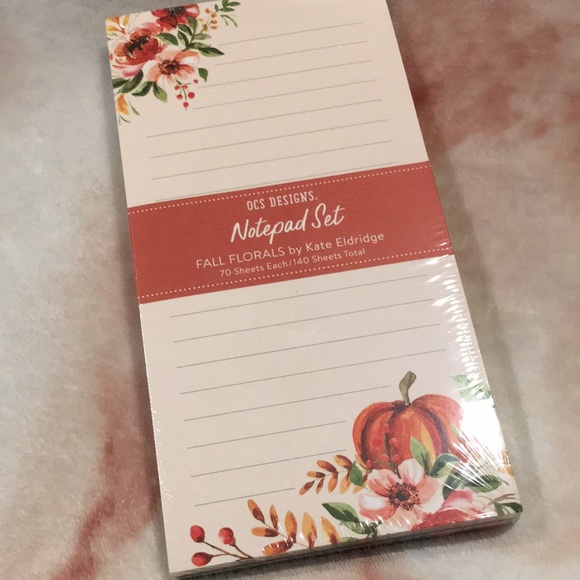 OCS DESIGNS®
Notepad Set
FALL FLORALS by Kate Eldridge
70 Sheets Each/140 Sheets Total